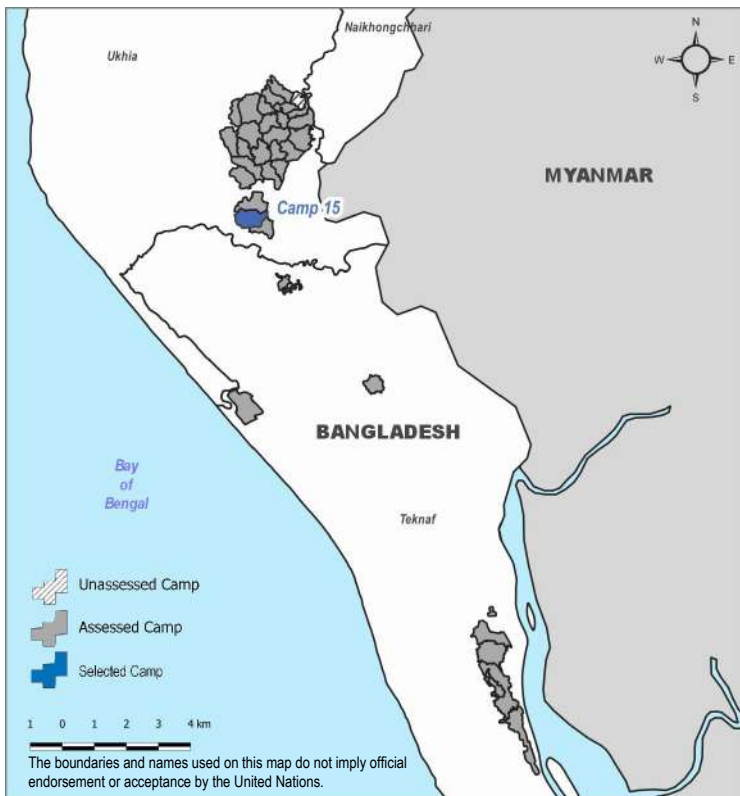 Naikhongchhari
Ukhia
N
W E
S
MYANMAR
Camp 15
BANGLADESH
Bay
of
Bengal
Teknaf
Unassessed Camp
Assessed Camp
Selected Camp
1 0 1 2 3 4 km
The boundaries and names used on this map do not imply official
endorsement or acceptance by the United Nations.